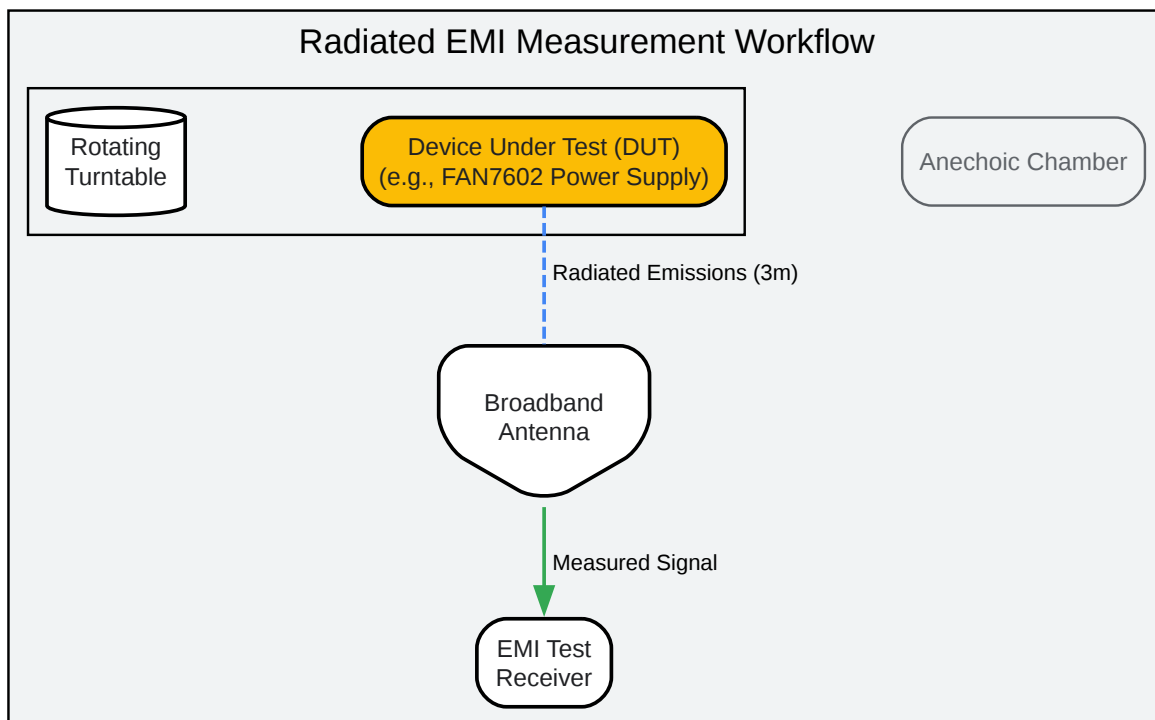 Radiated EMI Measurement Workflow
Rotating
Turntable
Device Under Test (DUT)
(e.g., FAN7602 Power Supply)
Anechoic Chamber
Radiated Emissions (3m)
Broadband
Antenna
Measured Signal
EMI Test
Receiver